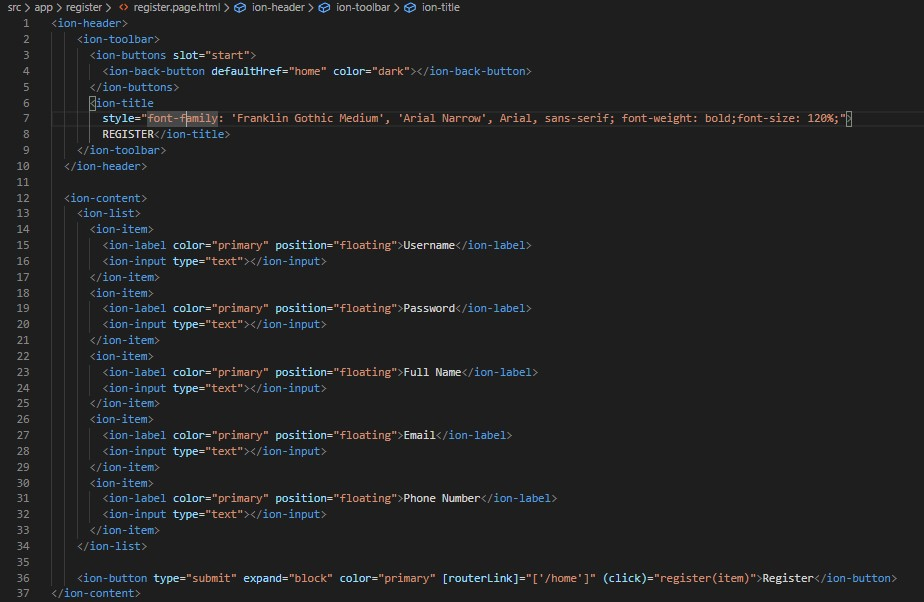 src > app > register > <> register.page.html > ion-header > ion-toolbar > ion-title
1 <ion-header>
2 <ion-toolbar>
3 <ion-buttons slot="start">
4 <ion-back-button defaultHref="home" color="dark"></ion-back-button>
5 </ion-buttons>
6 <ion-title
7 style="font-family: 'Franklin Gothic Medium', 'Arial Narrow', Arial, sans-serif; font-weight: bold;font-size: 120%;">
8 REGISTER</ion-title>
9 </ion-toolbar>
10 </ion-header>
11
12 <ion-content>
13 <ion-list>
14 <ion-item>
15 <ion-label color="primary" position="floating">Username</ion-label>
16 <ion-input type="text"></ion-input>
17 </ion-item>
18 <ion-item>
19 <ion-label color="primary" position="floating">Password</ion-label>
20 <ion-input type="text"></ion-input>
21 </ion-item>
22 <ion-item>
23 <ion-label color="primary" position="floating">Full Name</ion-label>
24 <ion-input type="text"></ion-input>
25 </ion-item>
26 <ion-item>
27 <ion-label color="primary" position="floating">Email</ion-label>
28 <ion-input type="text"></ion-input>
29 </ion-item>
30 <ion-item>
31 <ion-label color="primary" position="floating">Phone Number</ion-label>
32 <ion-input type="text"></ion-input>
33 </ion-item>
34 </ion-list>
35
36 <ion-button type="submit" expand="block" color="primary" [routerLink]="['/home']" (click)="register(item)">Register</ion-button>
37 </ion-content>